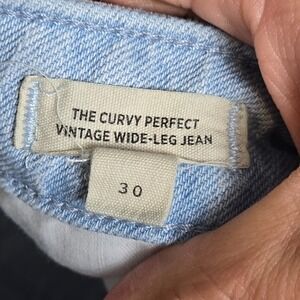 THE CURVY PERFECT
VINTAGE WIDE-LEG JEAN
30